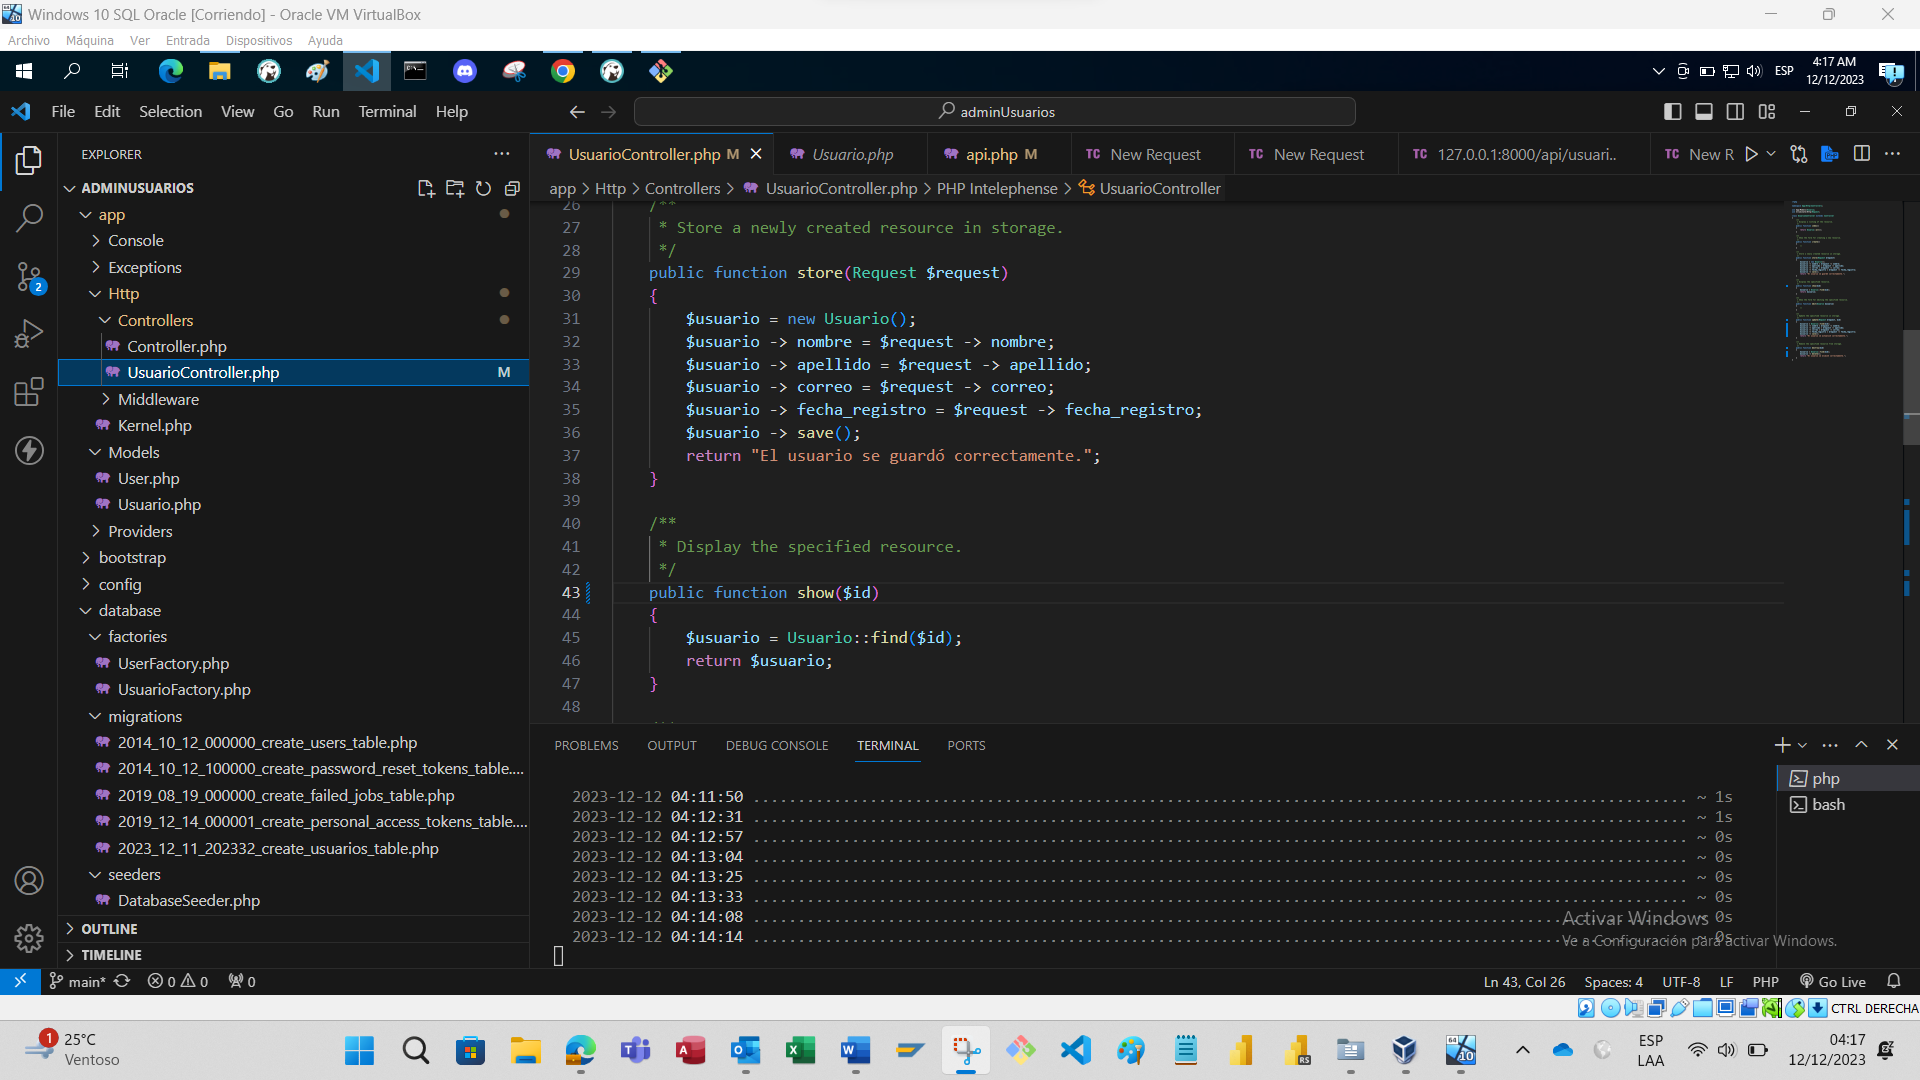 Windows 10 SQL Oracle [Corriendo] - Oracle VM VirtualBox
Archivo Máquina Ver Entrada Dispositivos Ayuda
ESP
4:17 AM
12/12/2023
File Edit Selection View Go Run Terminal Help
adminUsuarios
EXPLORER
UsuarioController.php M
Usuario.php
api.php M
TC New Request
TC New Request
TC 127.0.0.1:8000/api/usuari..
TC New R
app > Http > Controllers > UsuarioController.php > PHP Intelephense > UsuarioController
ADMINUSUARIOS
app
Console
Exceptions
Http
Controllers
Controller.php
UsuarioController.php M
Middleware
Kernel.php
Models
User.php
Usuario.php
Providers
bootstrap
config
database
factories
UserFactory.php
UsuarioFactory.php
migrations
2014_10_12_000000_create_users_table.php
2014_10_12_100000_create_password_reset_tokens_table....
2019_08_19_000000_create_failed_jobs_table.php
2019_12_14_000001_create_personal_access_tokens_table....
2023_12_11_202332_create_usuarios_table.php
seeders
DatabaseSeeder.php
OUTLINE
TIMELINE
2
26 /**
27 * Store a newly created resource in storage.
28 */
29 public function store(Request $request)
30 {
31 $usuario = new Usuario();
32 $usuario -> nombre = $request -> nombre;
33 $usuario -> apellido = $request -> apellido;
34 $usuario -> correo = $request -> correo;
35 $usuario -> fecha_registro = $request -> fecha_registro;
36 $usuario -> save();
37 return "El usuario se guardó correctamente.";
38 }
39
40 /**
41 * Display the specified resource.
42 */
43 public function show($id)
44 {
45 $usuario = Usuario::find($id);
46 return $usuario;
47 }
48
PROBLEMS OUTPUT DEBUG CONSOLE TERMINAL PORTS
2023-12-12 04:11:50 ........ ~ 1s
2023-12-12 04:12:31 ........ ~ 1s
2023-12-12 04:12:57 ........ ~ 0s
2023-12-12 04:13:04 ........ ~ 0s
2023-12-12 04:13:25 ........ ~ 0s
2023-12-12 04:13:33 ........ ~ 0s
2023-12-12 04:14:08 ........ ~ 0s
2023-12-12 04:14:14 ........ ~ 0s
php
bash
Activar Windows
Ve a Configuración para activar Windows.
main* 0 0 0
Ln 43, Col 26 Spaces: 4 UTF-8 LF PHP Go Live
CTRL DERECHA
1
25°C
Ventoso
ESP
LAA
04:17
12/12/2023